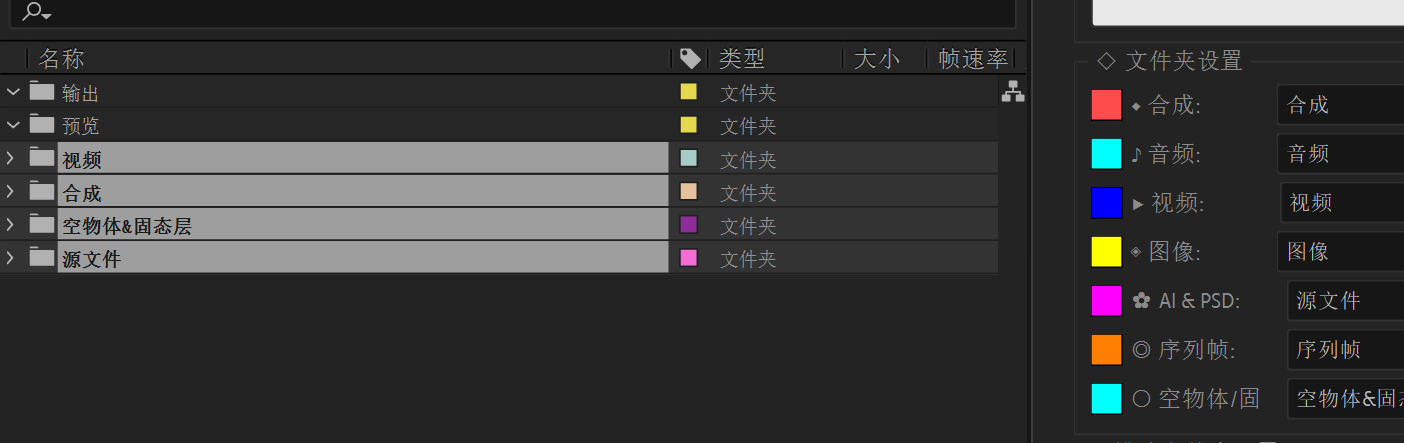 名称 类型 大小 帧速率
输出 文件夹
预览 文件夹
视频 文件夹
合成 文件夹
空物体&固态层 文件夹
源文件 文件夹
◇ 文件夹设置
◆ 合成: 合成
♪ 音频: 音频
▶ 视频: 视频
◈ 图像: 图像
✿ AI & PSD: 源文件
◎ 序列帧: 序列帧
○ 空物体/固 空物体&固